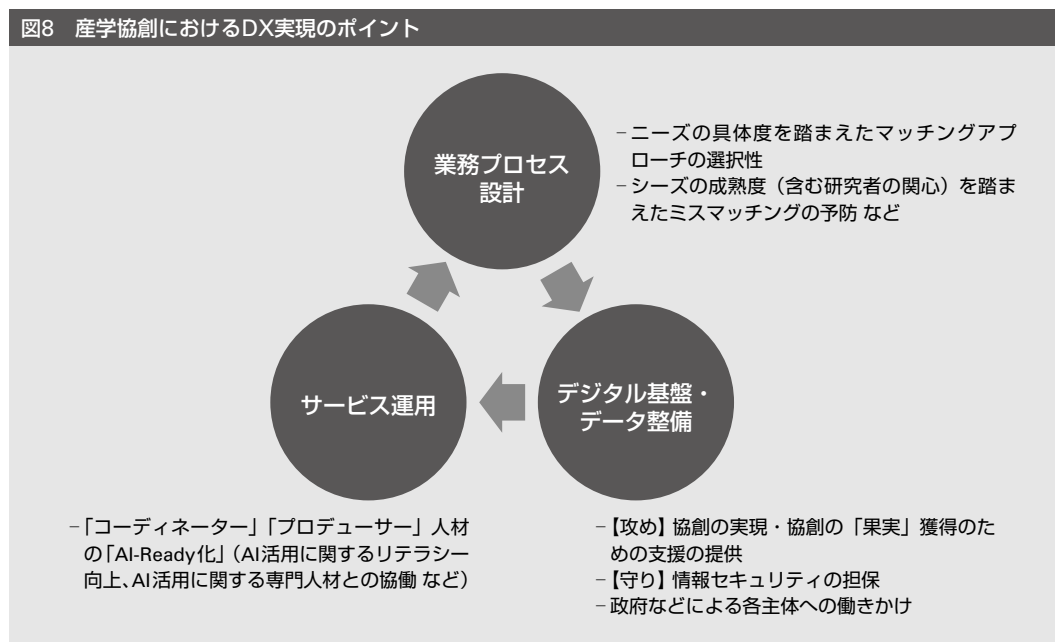 図8　産学協創におけるDX実現のポイント
業務プロセス
設計
－ニーズの具体度を踏まえたマッチングアプ
ローチの選択性
－シーズの成熟度（含む研究者の関心）を踏ま
えたミスマッチングの予防 など
サービス運用
デジタル基盤・
データ整備
－「コーディネーター」「プロデューサー」人材
の「AI-Ready化」（AI活用に関するリテラシー
向上、AI活用に関する専門人材との協働 など）
－【攻め】協創の実現・協創の「果実」獲得のた
めの支援の提供
－【守り】情報セキュリティの担保
－政府などによる各主体への働きかけ